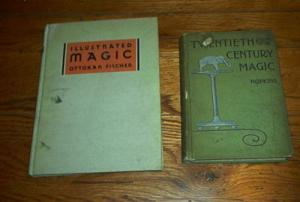 ILLUSTRATED
MAGIC
OTTOKAR FISCHER
TWENTIETH
CENTURY
MAGIC
HOPKINS